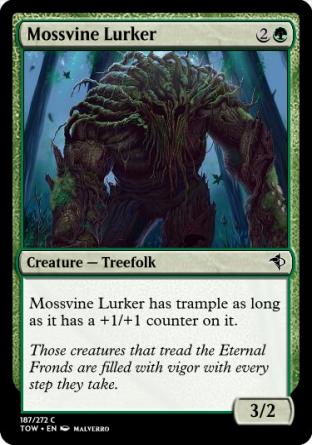 Mossvine Lurker 2
Creature — Treefolk
Mossvine Lurker has trample as long
as it has a +1/+1 counter on it.
Those creatures that tread the Eternal
Fronds are filled with vigor with every
step they take.
187/272 C
TOW • EN MALVERRO
3/2